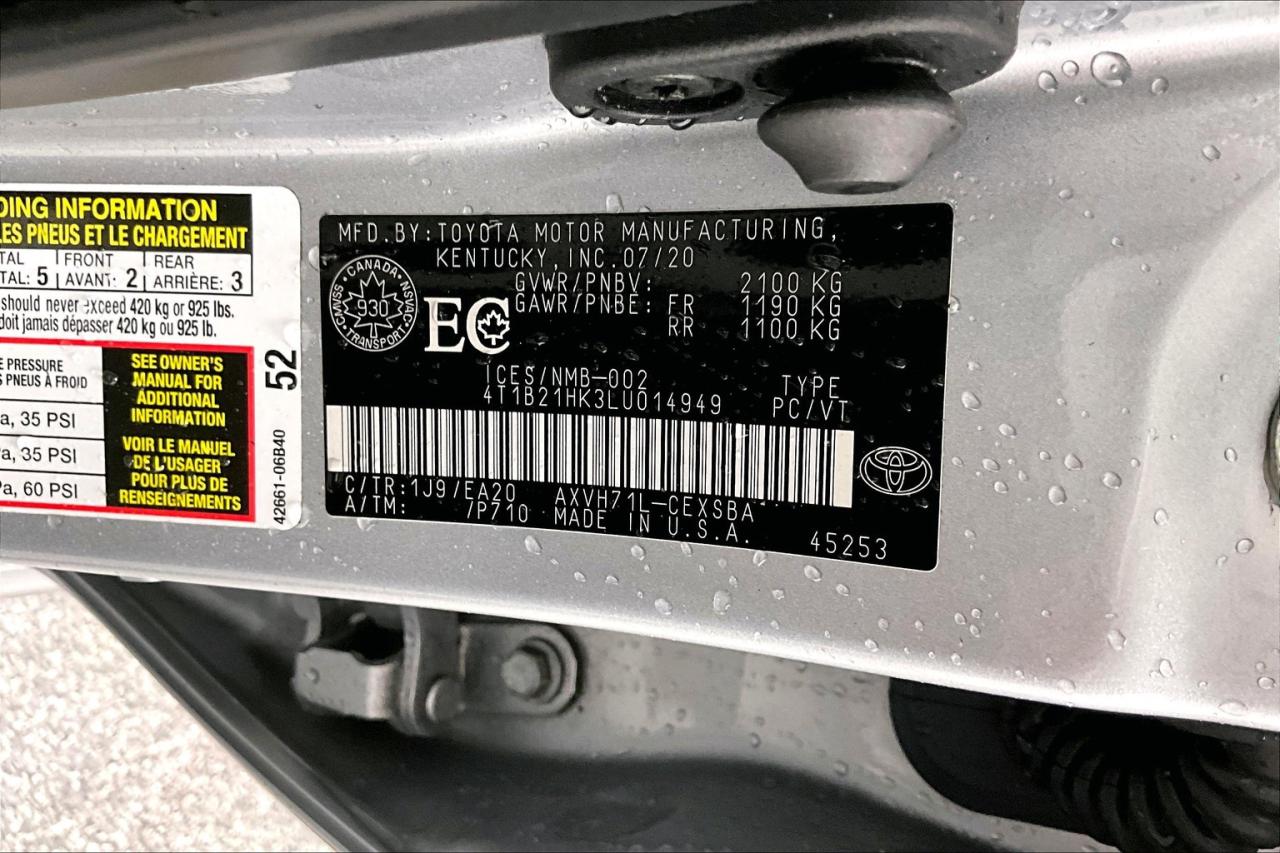 DING INFORMATION
LES PNEUS ET LE CHARGEMENT
TAL FRONT REAR
TAL: 5 AVANT: 2 ARRIÈRE: 3
should never exceed 420 kg or 925 lbs.
doit jamais dépasser 420 kg ou 925 lb.
E PRESSURE
S PNEUS À FROID
a, 35 PSI
a, 35 PSI
Pa, 60 PSI
SEE OWNER'S
MANUAL FOR
ADDITIONAL
INFORMATION
VOIR LE MANUEL
DE L'USAGER
POUR PLUS DE
RENSEIGNEMENTS
52
42661-06B40
MFD. BY: TOYOTA MOTOR MANUFACTURING,
KENTUCKY, INC. 07/20
GVWR/PNBV: 2100 KG
GAWR/PNBE: FR 1190 KG
RR 1100 KG
CANADA
930
TRANSPORT
CMVSS · NSVAC
EC
ICES/NMB-002
4T1B21HK3LU014949
TYPE
PC/VT
C/TR: 1J9/EA20 AXVH71L-CEXSBA
A/TM: /P710 MADE IN U.S.A.
45253